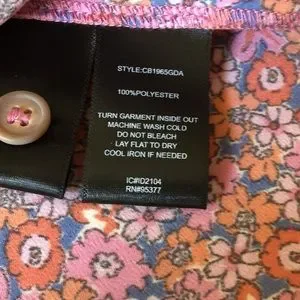 STYLE:CB1965GDA
100%POLYESTER
TURN GARMENT INSIDE OUT
MACHINE WASH COLD
DO NOT BLEACH
LAY FLAT TO DRY
COOL IRON IF NEEDED
IC#ID2104
RN#95377